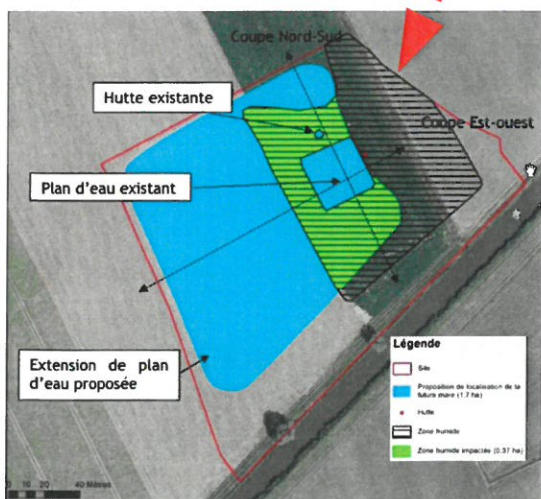 Coupe Nord-Sud
Hutte existante
Coupe Est-ouest
Plan d'eau existant
Extension de plan
d'eau proposée
Légende
Site
Proposition de localisation de la
future mare (1.7 ha)
Hutte
Zone humide
Zone humide impactée (0.37 ha)
0 10 20 40 Mètres